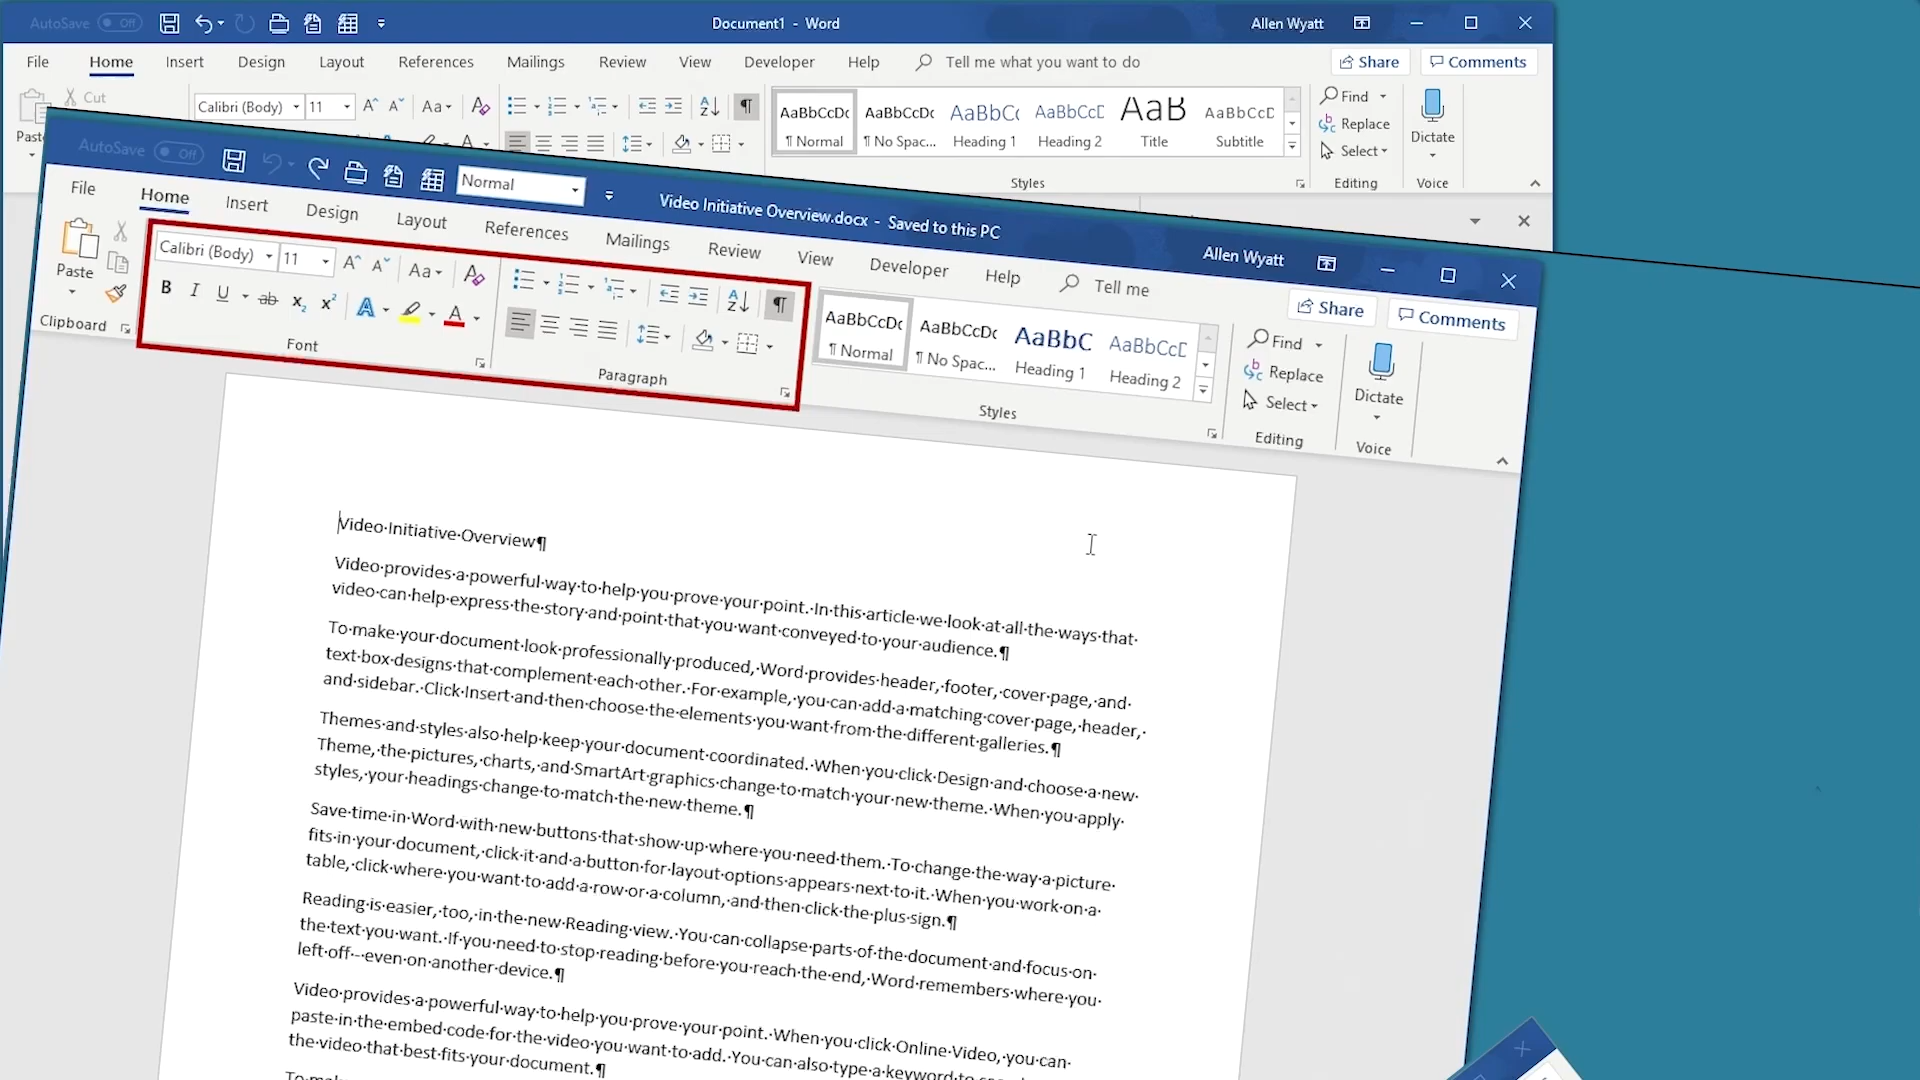 AutoSave Off
Document1 - Word
Allen Wyatt
File Home Insert Design Layout References Mailings Review View Developer Help Tell me what you want to do Share Comments
Cut
Paste
Calibri (Body) 11 Aa
AaBbCcDc AaBbCcDc AaBbCc AaBbCcD AaB AaBbCcD
¶ Normal ¶ No Spac... Heading 1 Heading 2 Title Subtitle
Styles
Find
Replace
Select
Editing
Dictate
Voice
AutoSave Off
Normal
Video Initiative Overview.docx - Saved to this PC
Allen Wyatt
File Home Insert Design Layout References Mailings Review View Developer Help Tell me
Share Comments
Paste
Clipboard
Calibri (Body) 11 Aa
B I U ab x₂ x² A A
Font
Paragraph
AaBbCcDc AaBbCcDc AaBbC AaBbCcD
¶ Normal ¶ No Spac... Heading 1 Heading 2
Styles
Find
Replace
Select
Editing
Dictate
Voice
Video·Initiative·Overview¶
Video·provides·a·powerful·way·to·help·you·prove·your·point.·In·this·article·we·look·at·all·the·ways·that·
video·can·help·express·the·story·and·point·that·you·want·conveyed·to·your·audience.¶
To·make·your·document·look·professionally·produced,·Word·provides·header,·footer,·cover·page,·and·
text·box·designs·that·complement·each·other.·For·example,·you·can·add·a·matching·cover·page,·header,·
and·sidebar.·Click·Insert·and·then·choose·the·elements·you·want·from·the·different·galleries.¶
Themes·and·styles·also·help·keep·your·document·coordinated.·When·you·click·Design·and·choose·a·new·
Theme,·the·pictures,·charts,·and·SmartArt·graphics·change·to·match·your·new·theme.·When·you·apply·
styles,·your·headings·change·to·match·the·new·theme.¶
Save·time·in·Word·with·new·buttons·that·show·up·where·you·need·them.·To·change·the·way·a·picture·
fits·in·your·document,·click·it·and·a·button·for·layout·options·appears·next·to·it.·When·you·work·on·a·
table,·click·where·you·want·to·add·a·row·or·a·column,·and·then·click·the·plus·sign.¶
Reading·is·easier,·too,·in·the·new·Reading·view.·You·can·collapse·parts·of·the·document·and·focus·on·
the·text·you·want.·If·you·need·to·stop·reading·before·you·reach·the·end,·Word·remembers·where·you·
left·off·-·even·on·another·device.¶
Video·provides·a·powerful·way·to·help·you·prove·your·point.·When·you·click·Online·Video,·you·can·
paste·in·the·embed·code·for·the·video·you·want·to·add.·You·can·also·type·a·keyword·to·
the·video·that·best·fits·your·document.¶